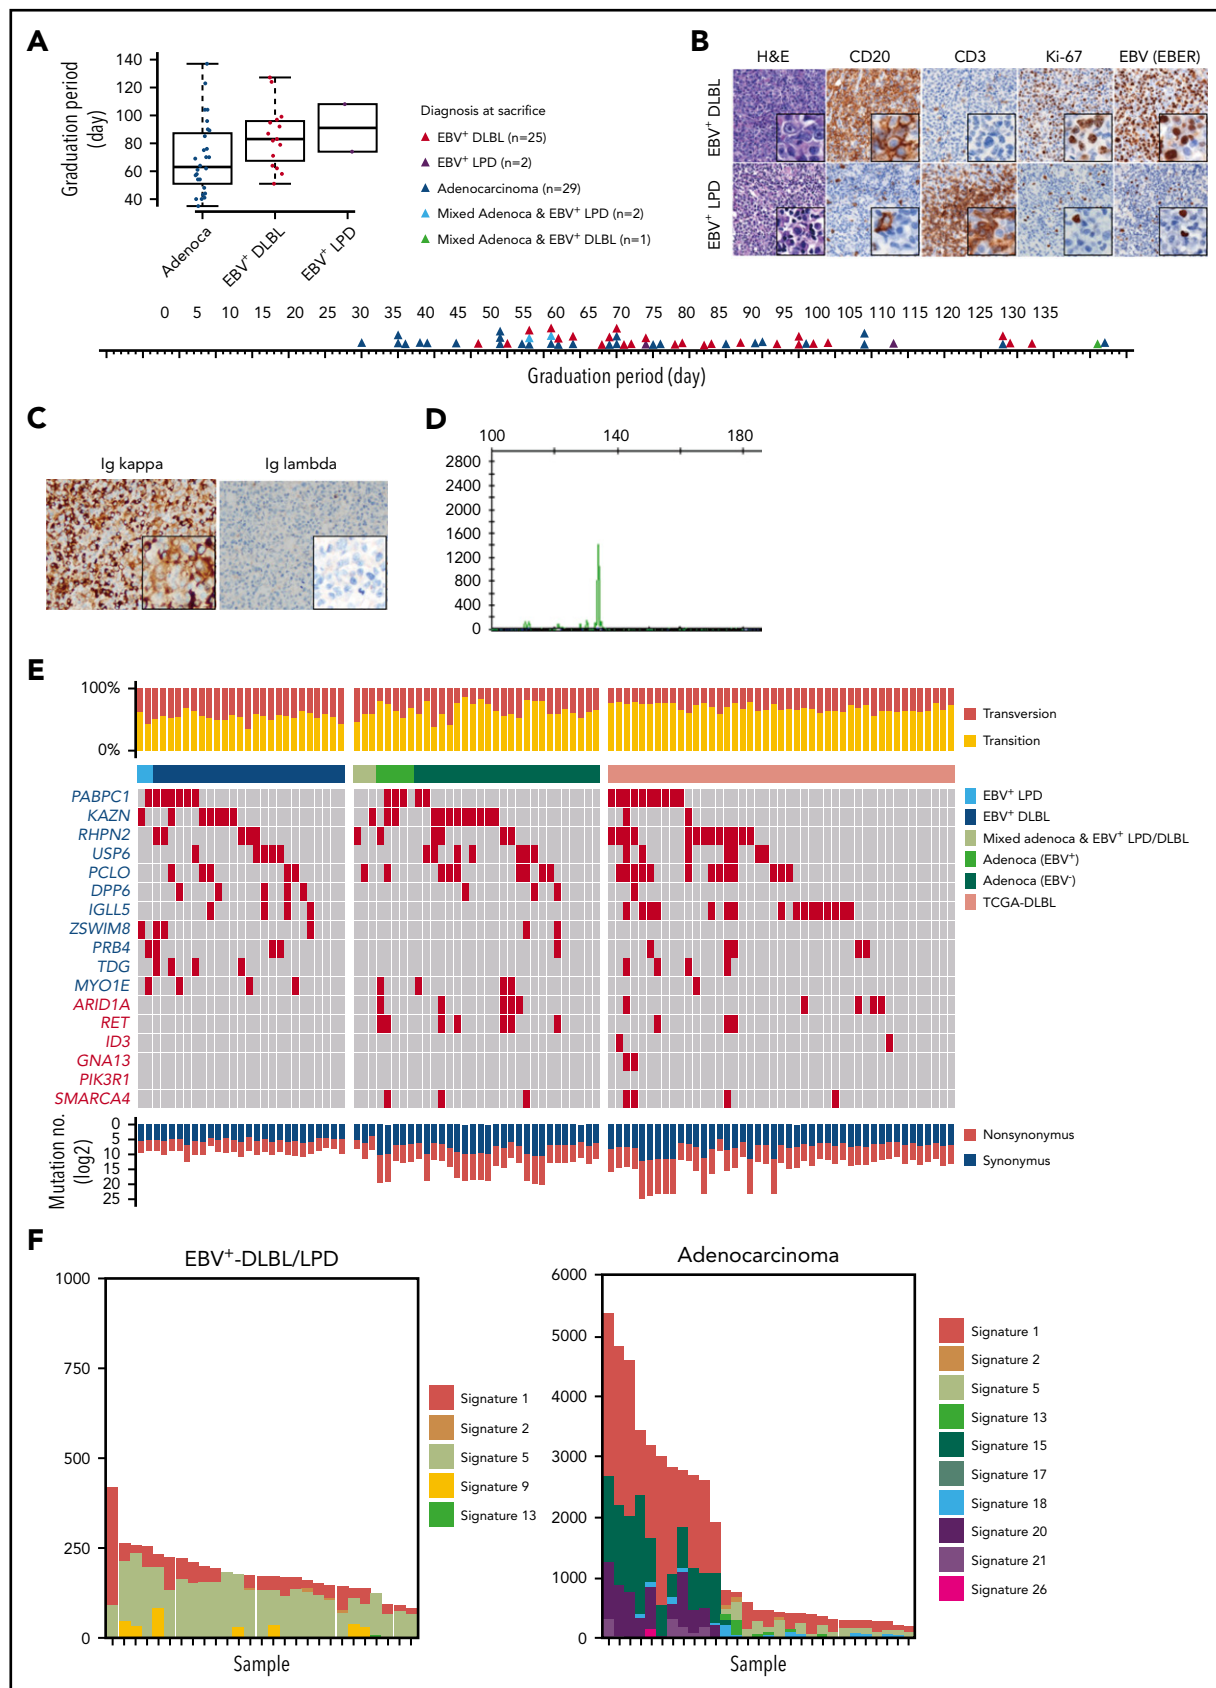 A
Graduation period
(day)
140
120
100
80
60
40
Adenoca
EBV+ DLBL
EBV+ LPD
Diagnosis at sacrifice
EBV+ DLBL (n=25)
EBV+ LPD (n=2)
Adenocarcinoma (n=29)
Mixed Adenoca & EBV+ LPD (n=2)
Mixed Adenoca & EBV+ DLBL (n=1)
B
H&E CD20 CD3 Ki-67 EBV (EBER)
EBV+ DLBL
EBV+ LPD
0 5 10 15 20 25 30 35 40 45 50 55 60 65 70 75 80 85 90 95 100 105 110 115 120 125 130 135
Graduation period (day)
C
Ig kappa Ig lambda
D
100 140 180
2800
2400
2000
1600
1200
800
400
0
E
100%
0%
Transversion
Transition
PABPC1
KAZN
RHPN2
USP6
PCLO
DPP6
IGLL5
ZSWIM8
PRB4
TDG
MYO1E
ARID1A
RET
ID3
GNA13
PIK3R1
SMARCA4
EBV+ LPD
EBV+ DLBL
Mixed adenoca & EBV+ LPD/DLBL
Adenoca (EBV+)
Adenoca (EBV-)
TCGA-DLBL
Mutation no.
(log2)
0
5
10
15
20
25
Nonsynonymus
Synonymus
F
EBV+-DLBL/LPD
1000
750
500
250
0
Sample
Signature 1
Signature 2
Signature 5
Signature 9
Signature 13
Adenocarcinoma
6000
5000
4000
3000
2000
1000
0
Sample
Signature 1
Signature 2
Signature 5
Signature 13
Signature 15
Signature 17
Signature 18
Signature 20
Signature 21
Signature 26